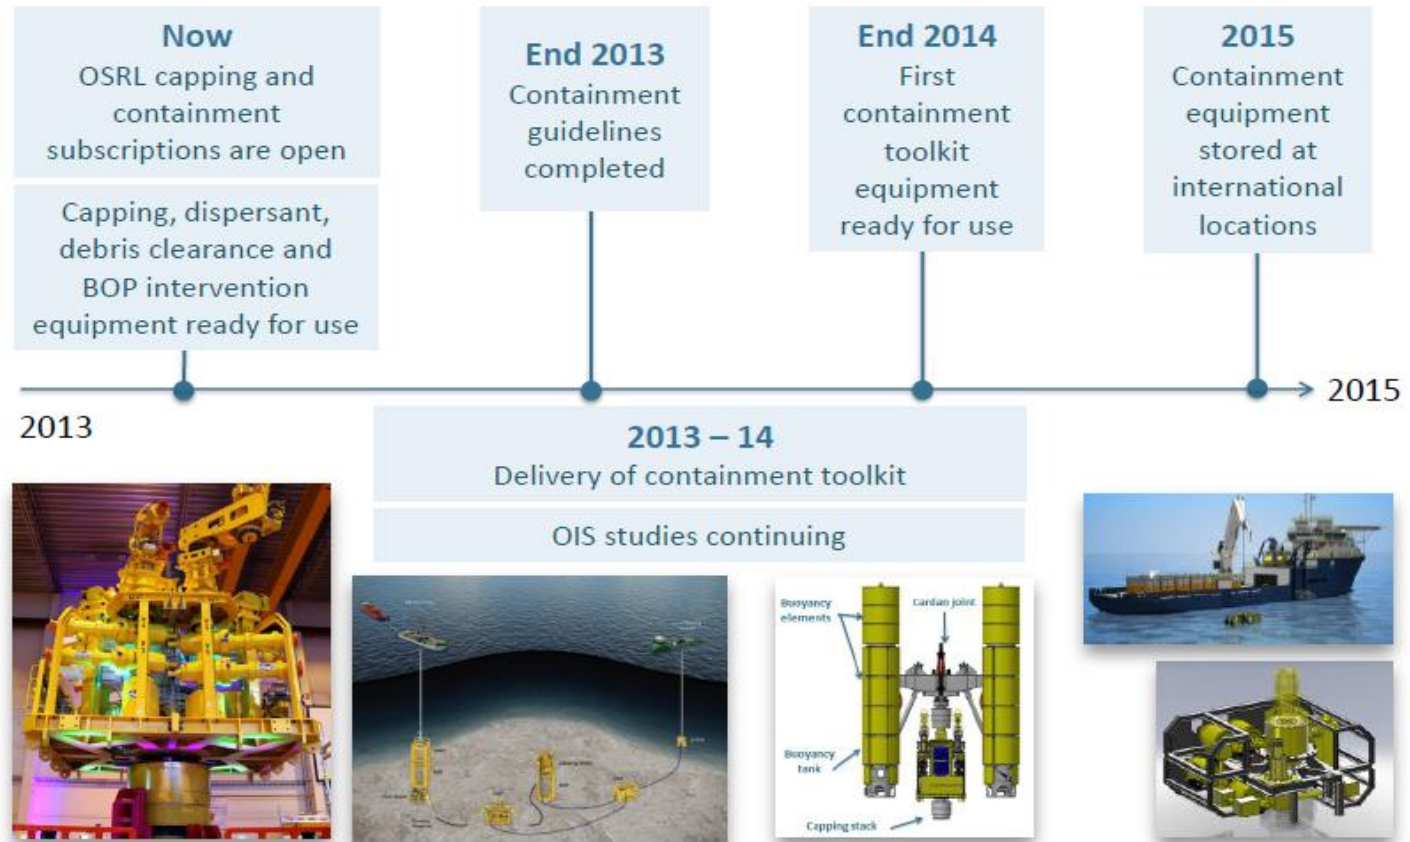 Now
OSRL capping and
containment
subscriptions are open
Capping, dispersant,
debris clearance and
BOP intervention
equipment ready for use
End 2013
Containment
guidelines
completed
End 2014
First
containment
toolkit
equipment
ready for use
2015
Containment
equipment
stored at
international
locations
2013
2015
2013 – 14
Delivery of containment toolkit
OIS studies continuing
Buoyancy
elements
Cardan joint
Buoyancy
tank
Capping stack